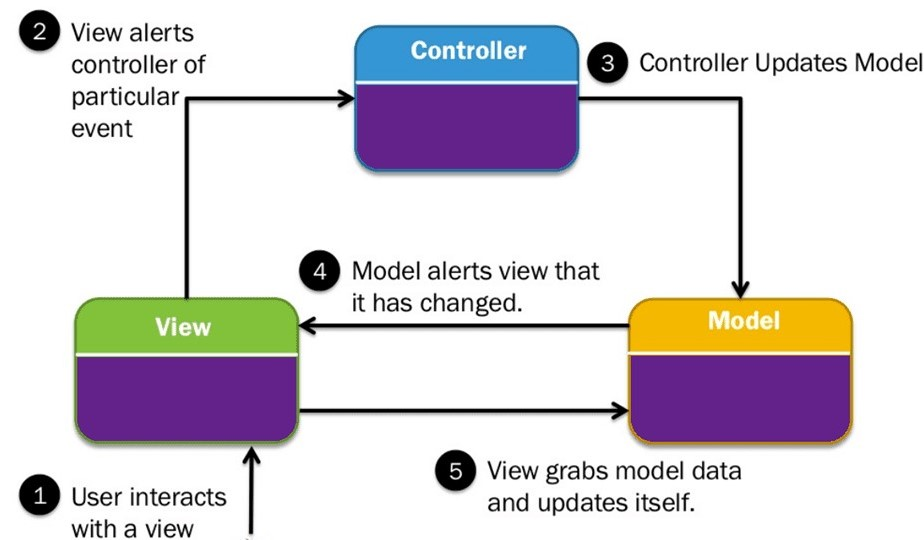 2
View alerts
controller of
particular
event
Controller
3
Controller Updates Model
4
Model alerts view that
it has changed.
View
Model
1
User interacts
with a view
5
View grabs model data
and updates itself.